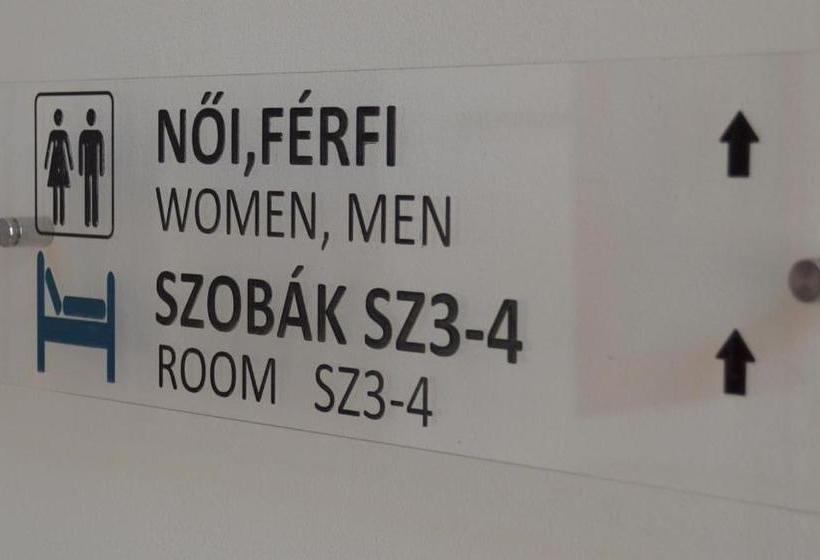 NŐI,FÉRFI
WOMEN, MEN
SZOBÁK SZ3-4
ROOM SZ3-4